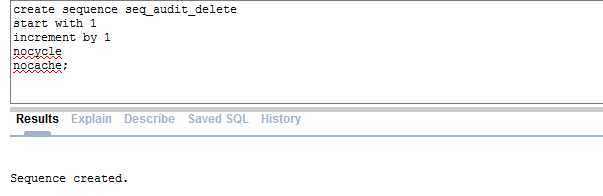 create sequence seq_audit_delete
start with 1
increment by 1
nocycle
nocache;
Results Explain Describe Saved SQL History
Sequence created.